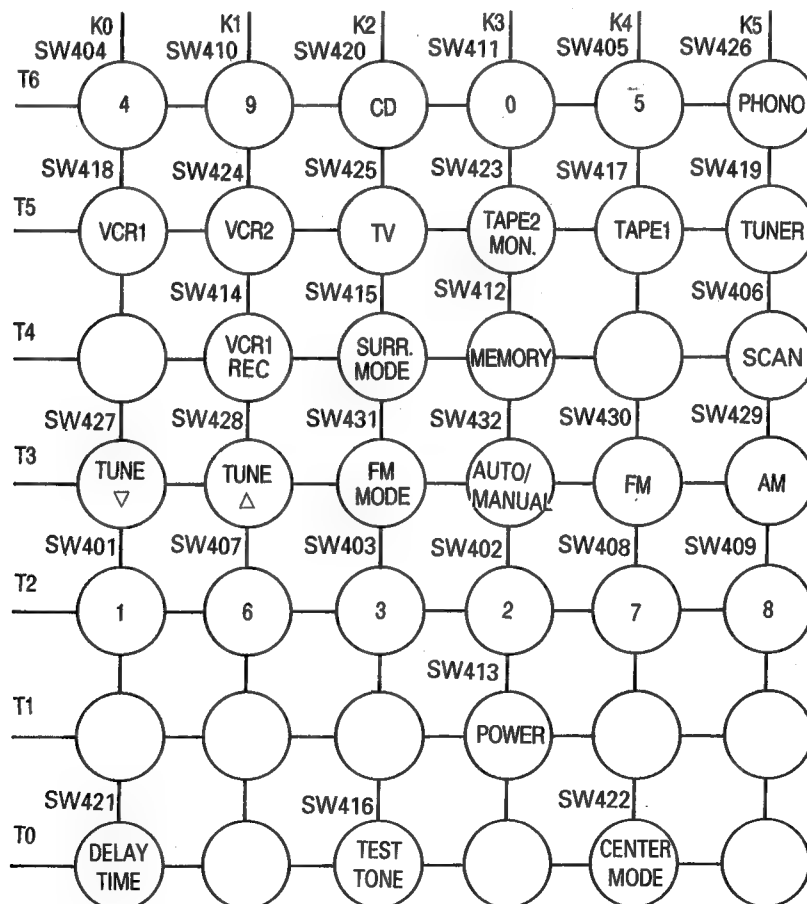 K0 K1 K2 K3 K4 K5
SW404 SW410 SW420 SW411 SW405 SW426
T6
4 9 CD 0 5 PHONO
SW418 SW424 SW425 SW423 SW417 SW419
T5
VCR1 VCR2 TV TAPE2 MON. TAPE1 TUNER
SW414 SW415 SW412 SW406
T4
VCR1 REC SURR. MODE MEMORY SCAN
SW427 SW428 SW431 SW432 SW430 SW429
T3
TUNE ▽ TUNE △ FM MODE AUTO/ MANUAL FM AM
SW401 SW407 SW403 SW402 SW408 SW409
T2
1 6 3 2 7 8
SW413
T1
POWER
SW421 SW416 SW422
T0
DELAY TIME TEST TONE CENTER MODE